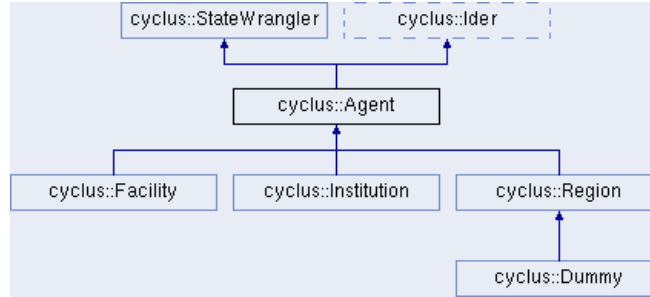 cyclus::StateWrangler
cyclus::Ider
cyclus::Agent
cyclus::Facility
cyclus::Institution
cyclus::Region
cyclus::Dummy